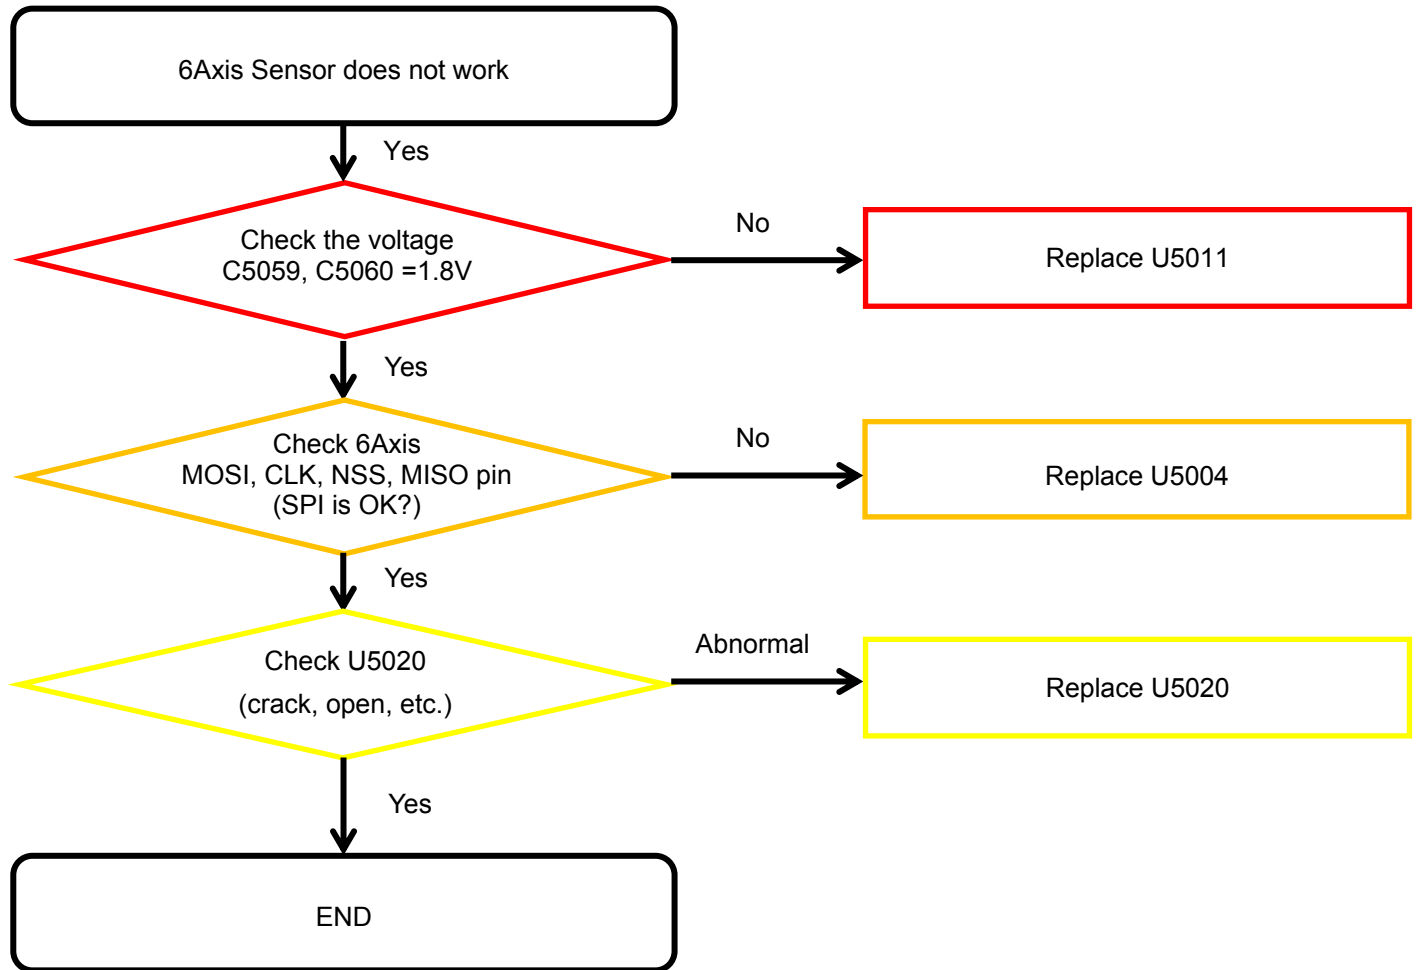 6Axis Sensor does not work
Yes
Check the voltage
C5059, C5060 =1.8V
No
Replace U5011
Yes
Check 6Axis
MOSI, CLK, NSS, MISO pin
(SPI is OK?)
No
Replace U5004
Yes
Check U5020
(crack, open, etc.)
Abnormal
Replace U5020
Yes
END